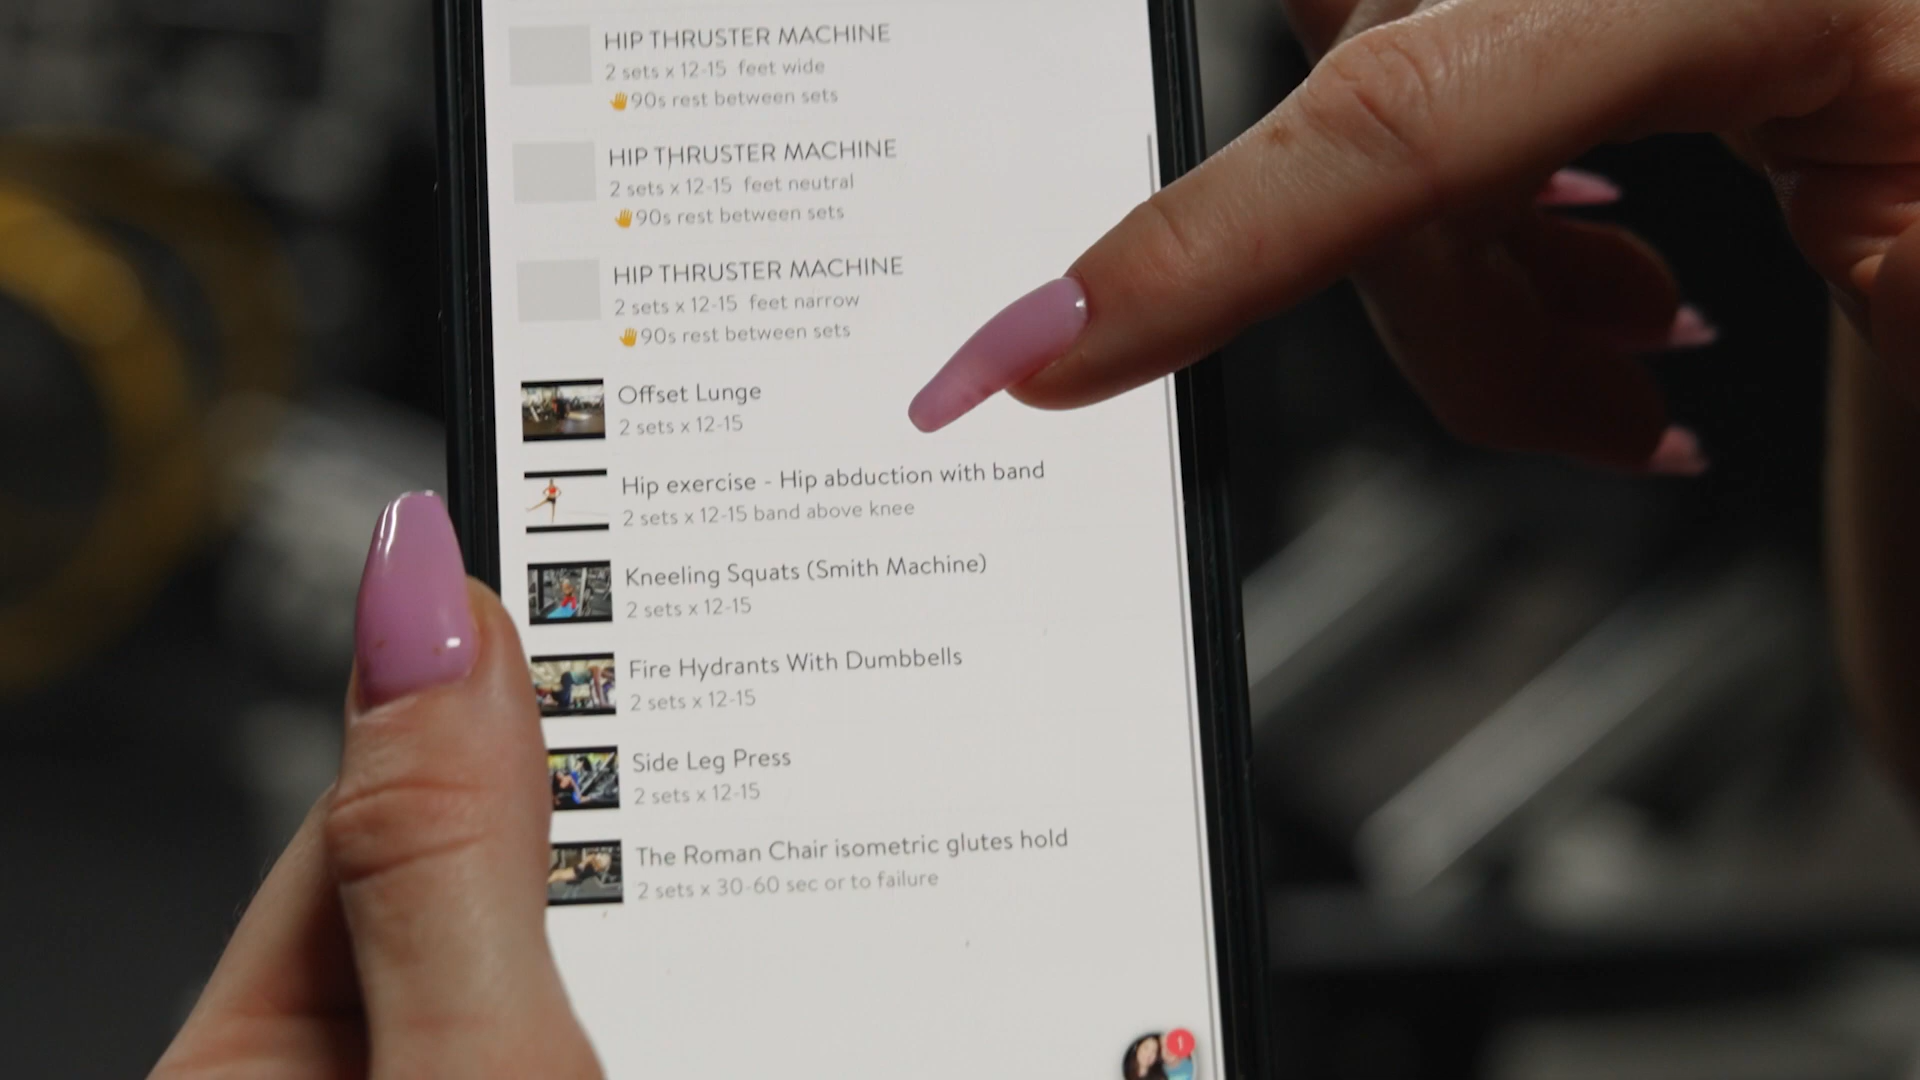 HIP THRUSTER MACHINE
2 sets x 12-15 feet wide
👋90s rest between sets
HIP THRUSTER MACHINE
2 sets x 12-15 feet neutral
👋90s rest between sets
HIP THRUSTER MACHINE
2 sets x 12-15 feet narrow
👋90s rest between sets
Offset Lunge
2 sets x 12-15
Hip exercise - Hip abduction with band
2 sets x 12-15 band above knee
Kneeling Squats (Smith Machine)
2 sets x 12-15
Fire Hydrants With Dumbbells
2 sets x 12-15
Side Leg Press
2 sets x 12-15
The Roman Chair isometric glutes hold
2 sets x 30-60 sec or to failure
1